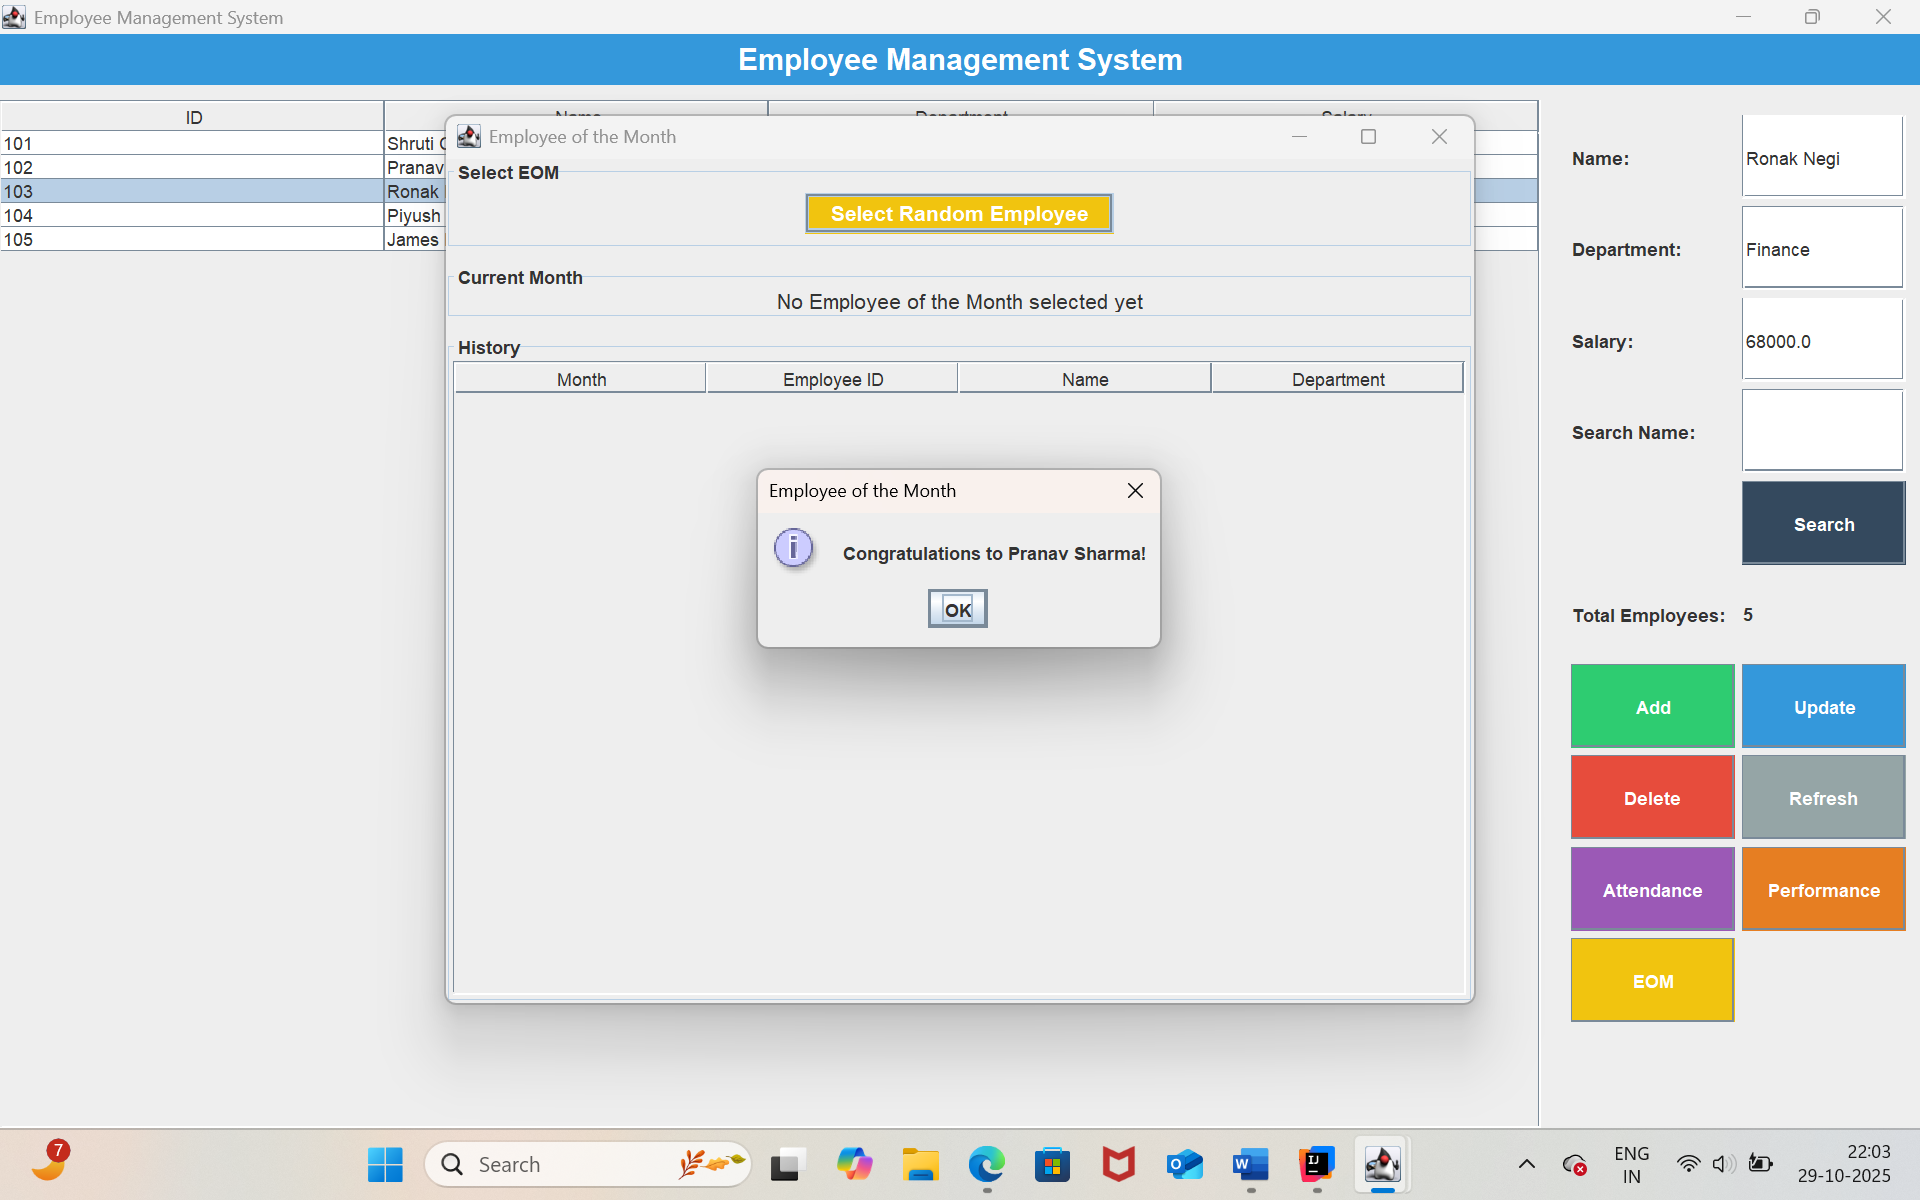 Employee Management System
Employee Management System
ID
101
102
103
104
105
Shruti
Pranav
Ronak
Piyush
James
Employee of the Month
Select EOM
Select Random Employee
Current Month
No Employee of the Month selected yet
History
Month Employee ID Name Department
Employee of the Month
Congratulations to Pranav Sharma!
OK
Name: Ronak Negi
Department: Finance
Salary: 68000.0
Search Name:
Search
Total Employees: 5
Add Update
Delete Refresh
Attendance Performance
EOM
7
Search
ENG
IN
22:03
29-10-2025